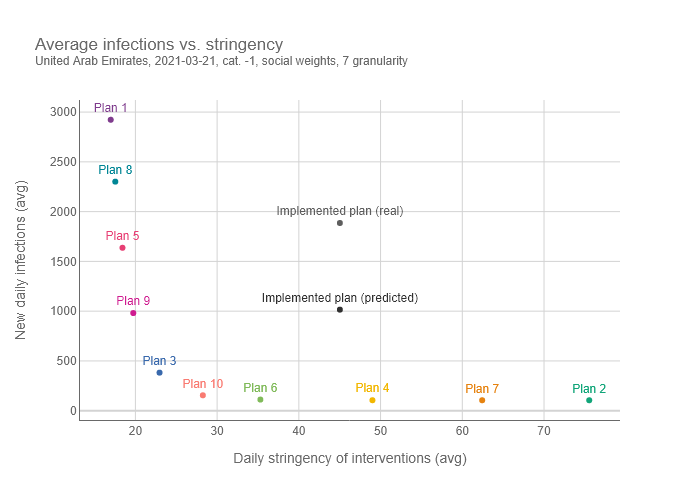 Average infections vs. stringency
United Arab Emirates, 2021-03-21, cat. -1, social weights, 7 granularity
New daily infections (avg)
3000
2500
2000
1500
1000
500
0
Plan 1
Plan 8
Implemented plan (real)
Plan 5
Implemented plan (predicted)
Plan 9
Plan 3
Plan 10
Plan 6
Plan 4
Plan 7
Plan 2
20 30 40 50 60 70
Daily stringency of interventions (avg)